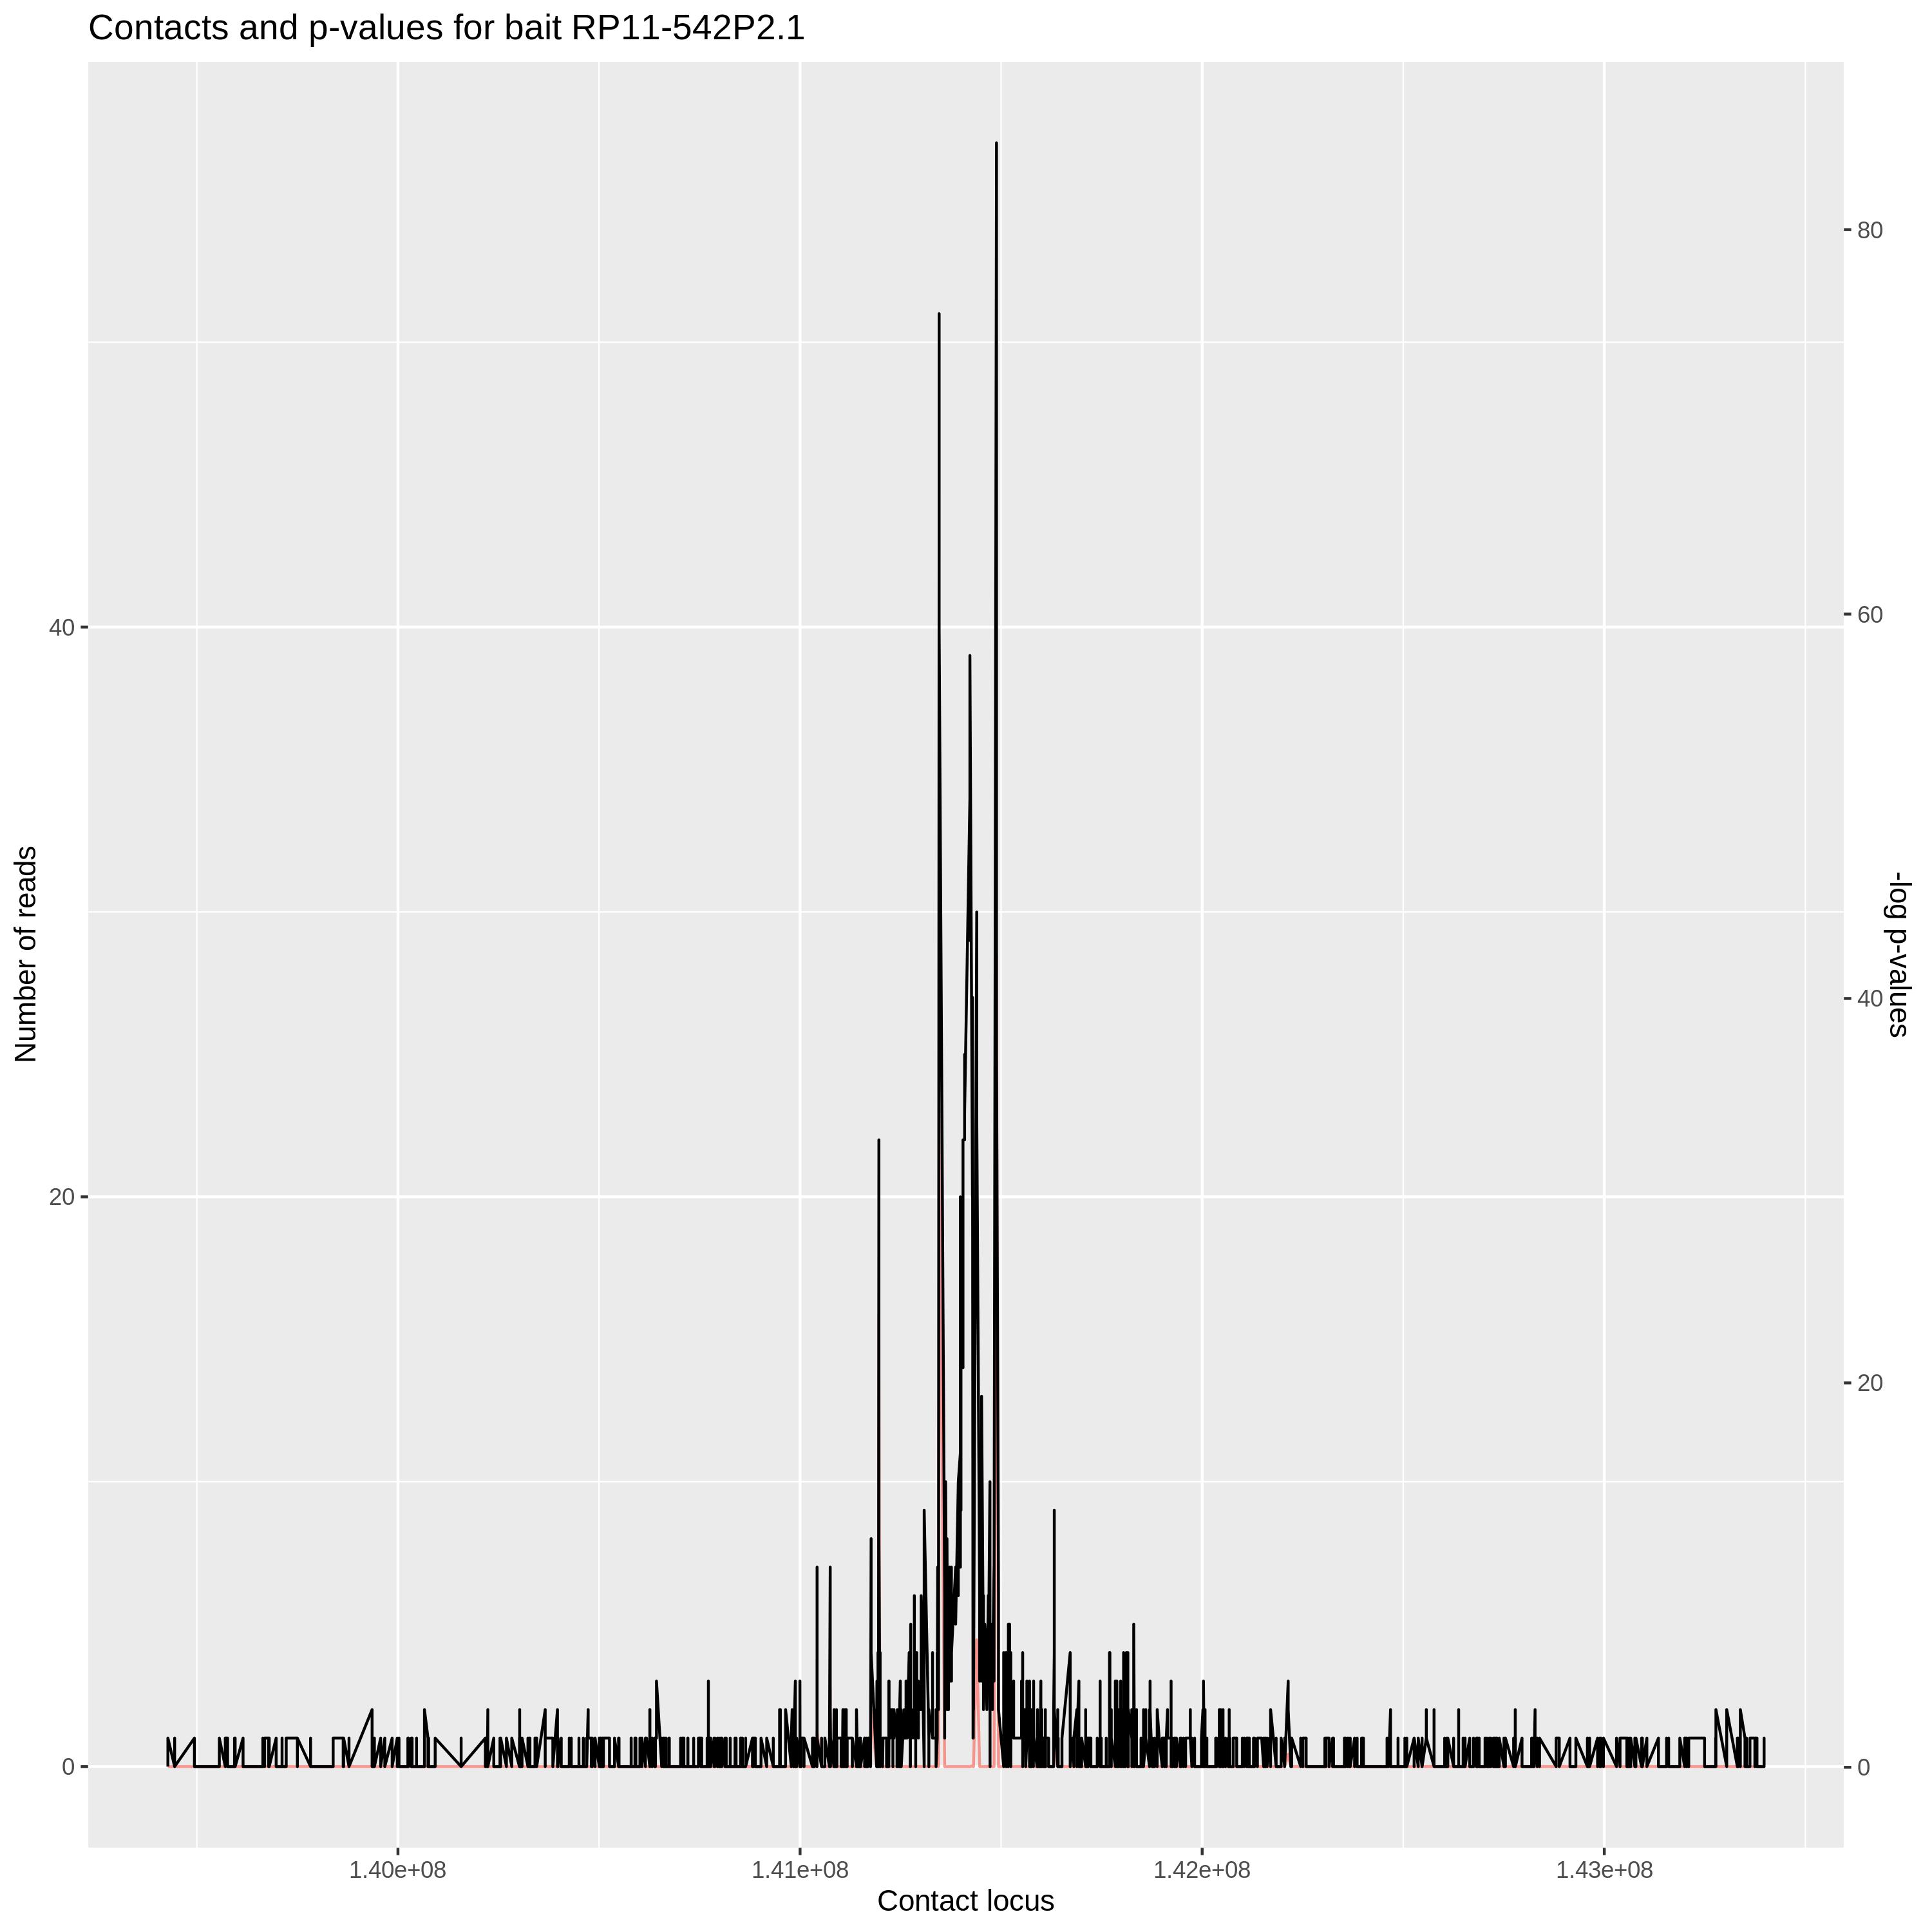 Contacts and p-values for bait RP11-542P2.1
Number of reads
40
20
0
80
60
40
20
0
-log p-values
1.40e+08
1.41e+08
1.42e+08
1.43e+08
Contact locus